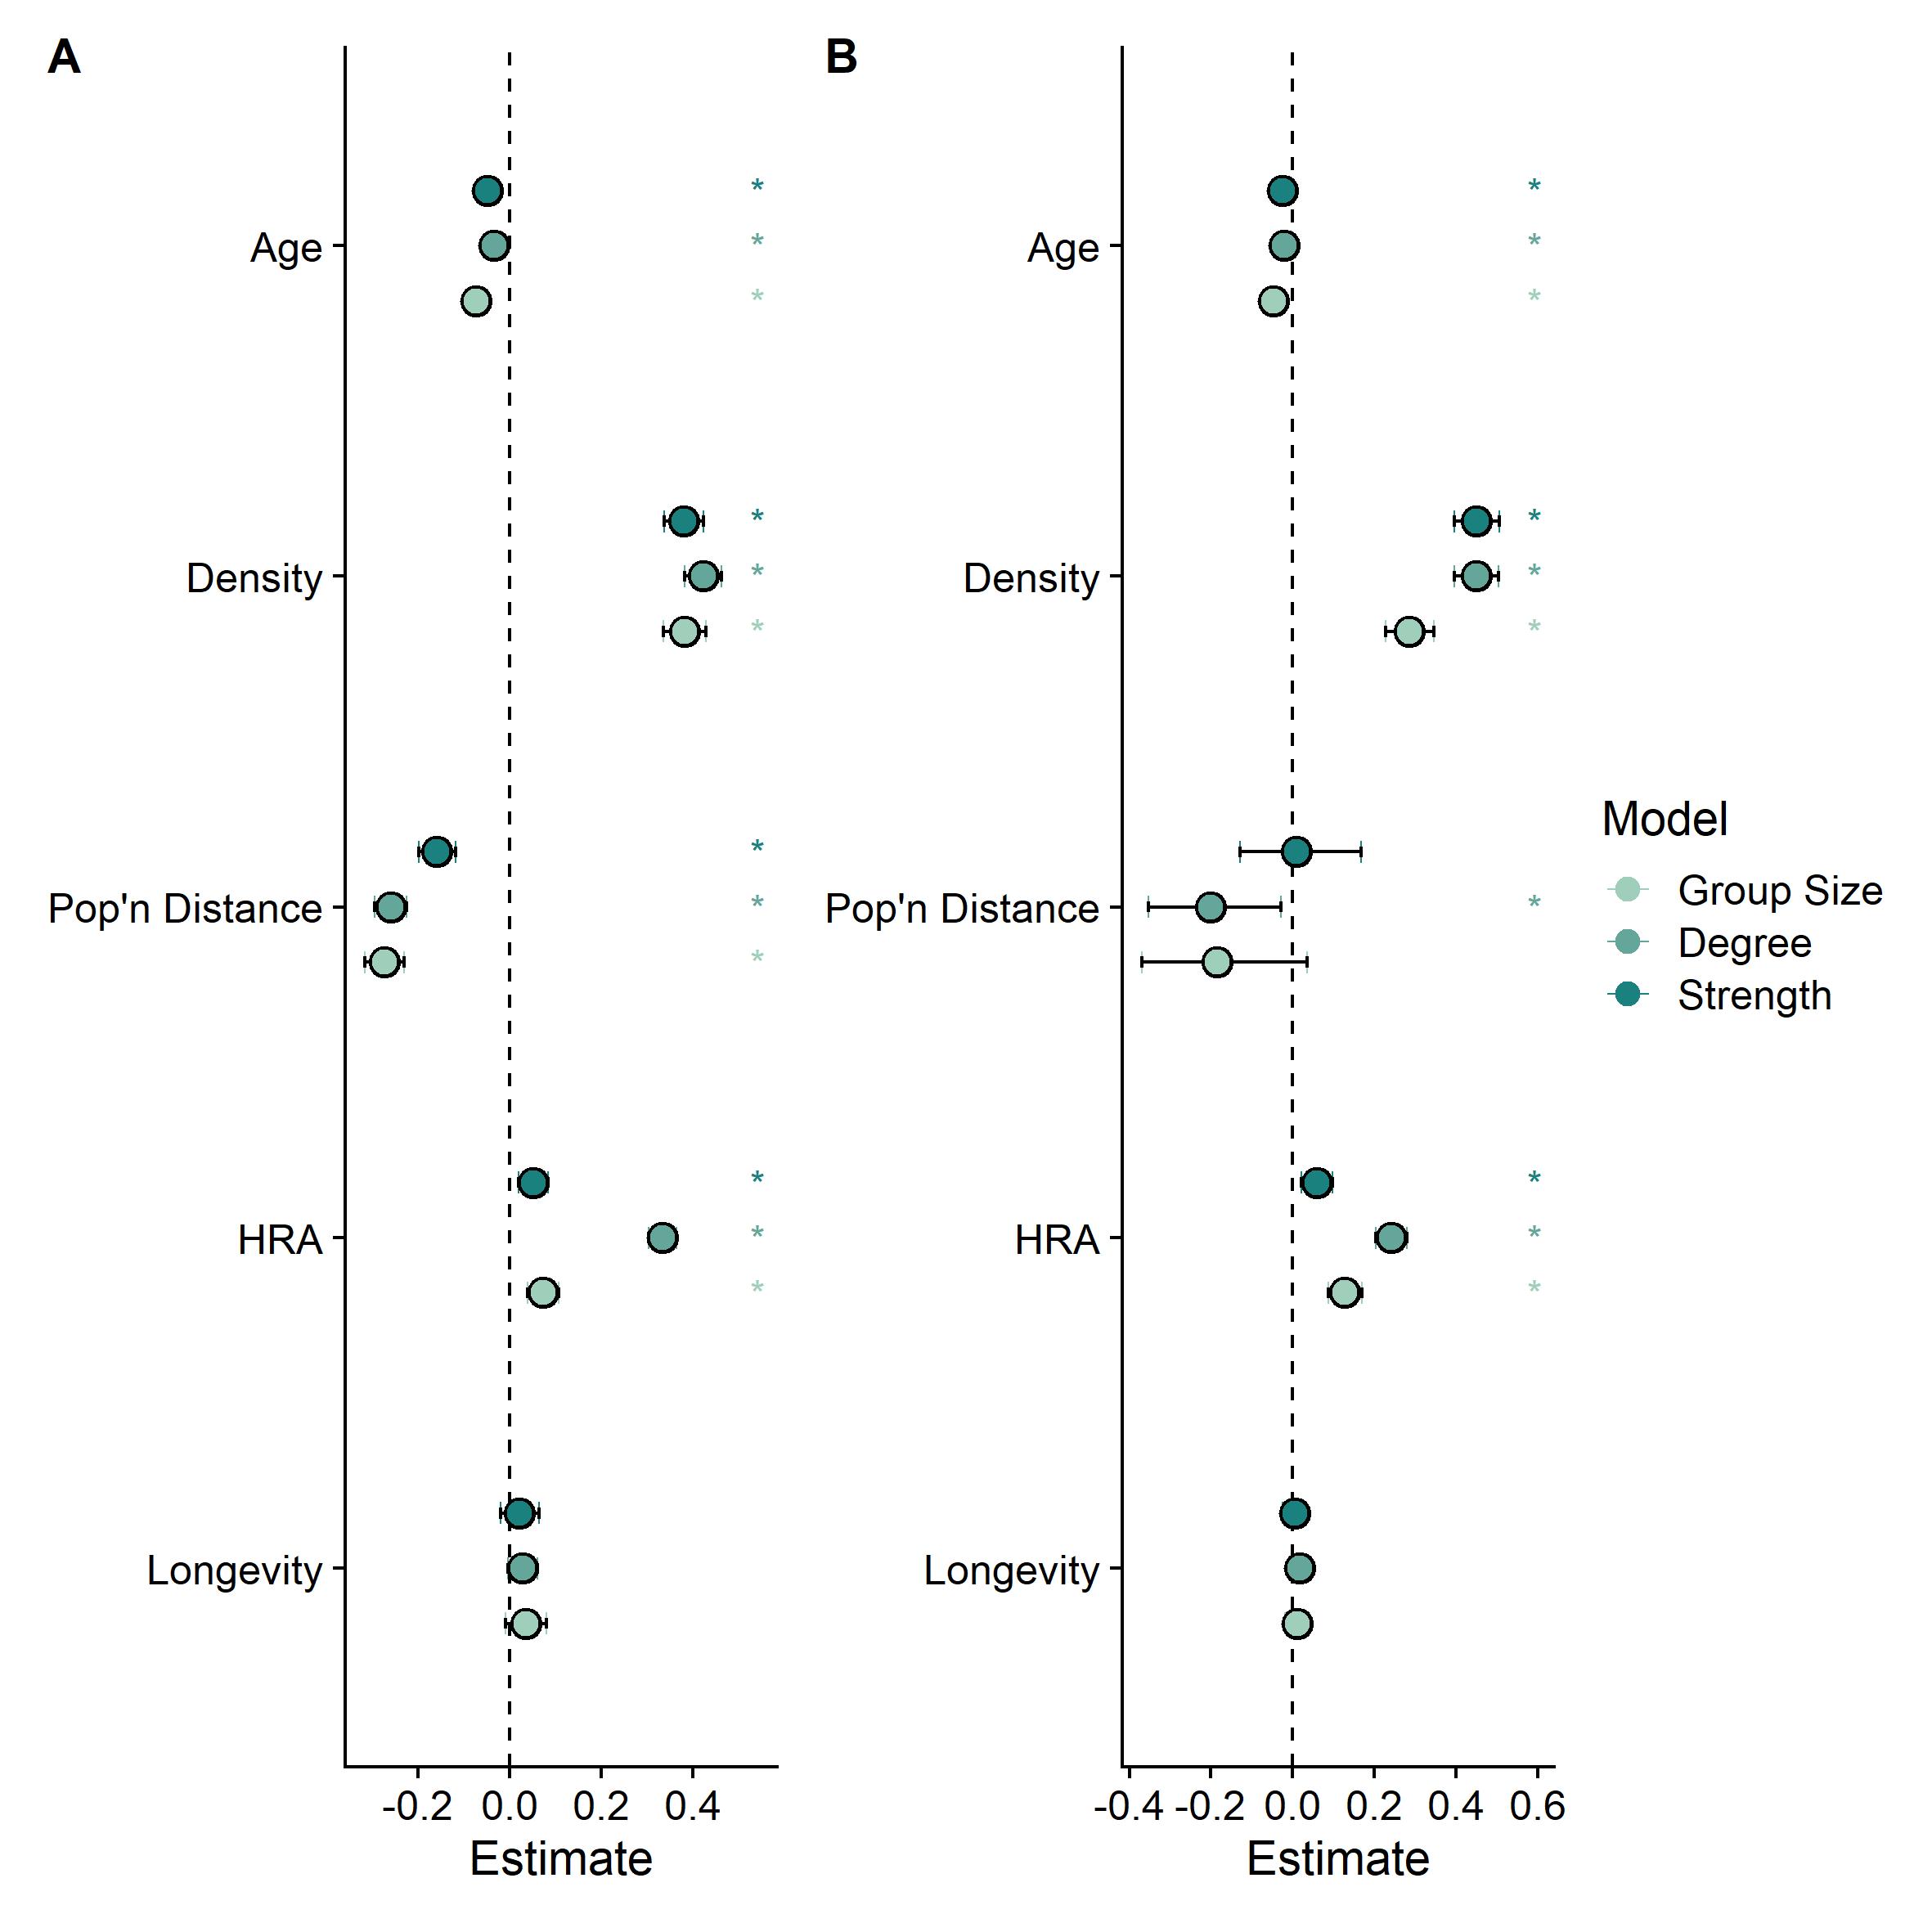 A
Age
*
*
*
Density
*
*
*
Pop'n Distance
*
*
*
HRA
*
*
*
Longevity
-0.2 0.0 0.2 0.4
Estimate
B
Age
*
*
*
Density
*
*
*
Pop'n Distance
*
HRA
*
*
*
Longevity
-0.4 -0.2 0.0 0.2 0.4 0.6
Estimate
Model
Group Size
Degree
Strength